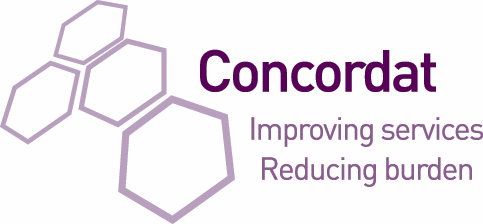 Concordat
Improving services
Reducing burden